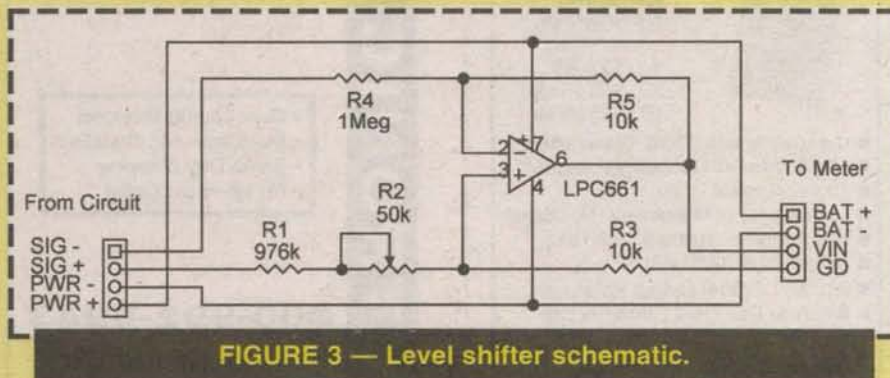 R4
1Meg
R5
10k
2
3
7
6
4
LPC661
To Meter
From Circuit
R2
50k
R1
976k
R3
10k
SIG -
SIG +
PWR -
PWR +
BAT +
BAT -
VIN
GD
FIGURE 3 — Level shifter schematic.